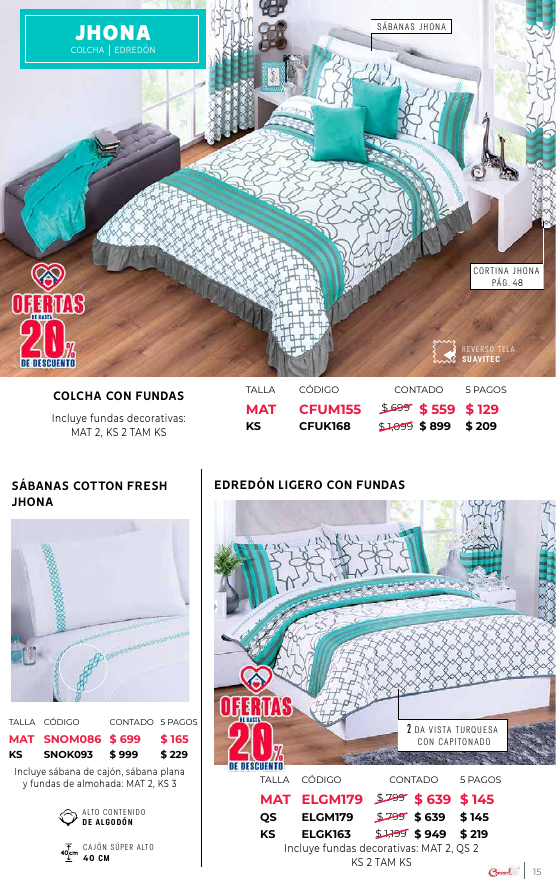 JHONA
COLCHA | EDREDÓN
SÁBANAS JHONA
CORTINA JHONA
PÁG. 48
OFERTAS
DE HASTA
20%
DE DESCUENTO
REVERSO TELA
SUAVITEC
COLCHA CON FUNDAS
Incluye fundas decorativas:
MAT 2, KS 2 TAM KS
TALLA CÓDIGO CONTADO 5 PAGOS
MAT CFUM155 $ 699 $ 559 $ 129
KS CFUK168 $ 1,099 $ 899 $ 209
SÁBANAS COTTON FRESH
JHONA
TALLA CÓDIGO CONTADO 5 PAGOS
MAT SNOM086 $ 699 $ 165
KS SNOK093 $ 999 $ 229
Incluye sábana de cajón, sábana plana
y fundas de almohada: MAT 2, KS 3
ALTO CONTENIDO
DE ALGODÓN
40cm
CAJÓN SÚPER ALTO
40 CM
EDREDÓN LIGERO CON FUNDAS
OFERTAS
DE HASTA
20%
DE DESCUENTO
2DA VISTA TURQUESA
CON CAPITONADO
TALLA CÓDIGO CONTADO 5 PAGOS
MAT ELGM179 $ 799 $ 639 $ 145
QS ELGM179 $ 799 $ 639 $ 145
KS ELGK163 $ 1,199 $ 949 $ 219
Incluye fundas decorativas: MAT 2, QS 2
KS 2 TAM KS
15